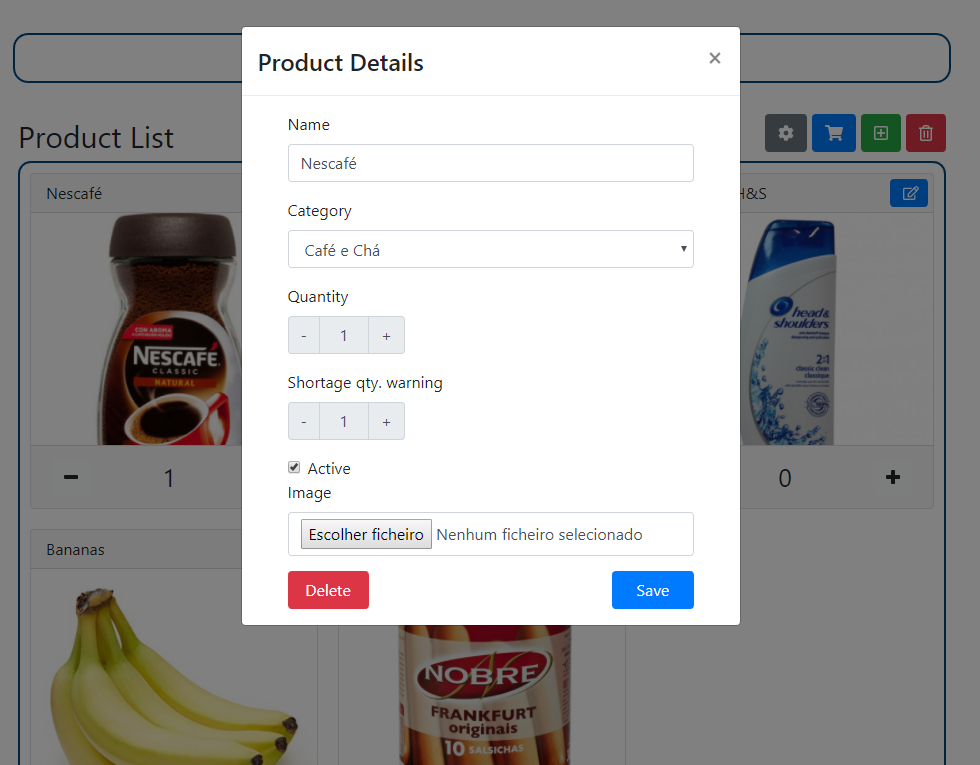 Product Details
×
Product List
Name
Nescafé
Category
Café e Chá
Quantity
- 1 +
Shortage qty. warning
- 1 +
Active
Image
Escolher ficheiro Nenhum ficheiro selecionado
Delete
Save
Nescafé
CON AROMA
NESCAFÉ
CLASSIC
NATURAL
1
H&S
head&
shoulders
2in1
classic clean
classique
0
Bananas
NOBRE
FRANKFURT
originais
10 SALSICHAS